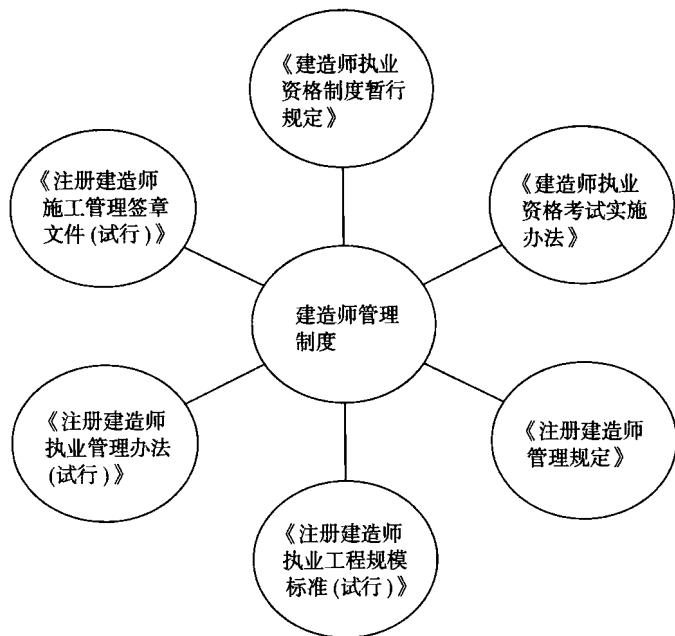 《建造师执业
资格制度暂行
规定》
《注册建造师
施工管理签章
文件(试行)》
《建造师执业
资格考试实施
办法》
建造师管理
制度
《注册建造师
执业管理办法
(试行)》
《注册建造师
管理规定》
《注册建造师
执业工程规模
标准(试行)》